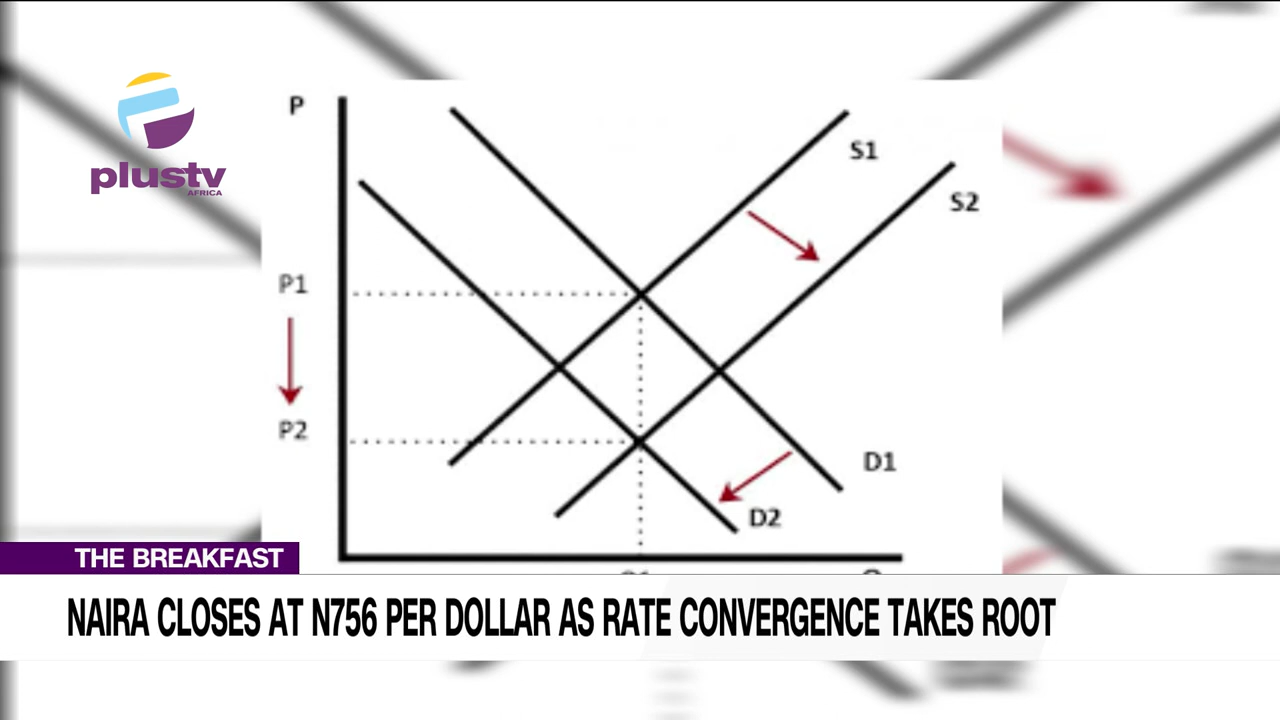 plustv
AFRICA
P
S1
S2
P1
P2
D1
D2
THE BREAKFAST
NAIRA CLOSES AT N756 PER DOLLAR AS RATE CONVERGENCE TAKES ROOT